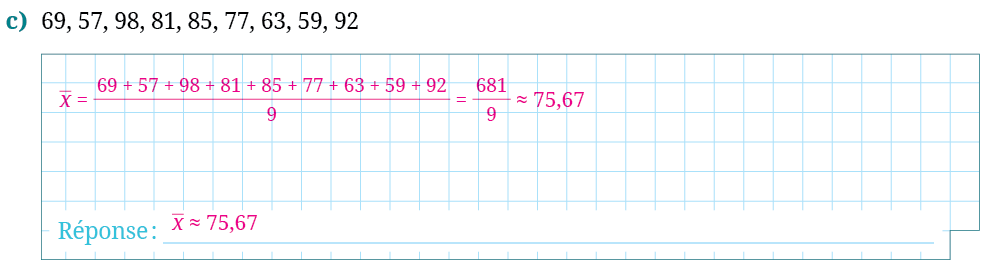 c) 69, 57, 98, 81, 85, 77, 63, 59, 92
x̅ = (69 + 57 + 98 + 81 + 85 + 77 + 63 + 59 + 92)/9 = 681/9 ≈ 75,67
Réponse : x̅ ≈ 75,67